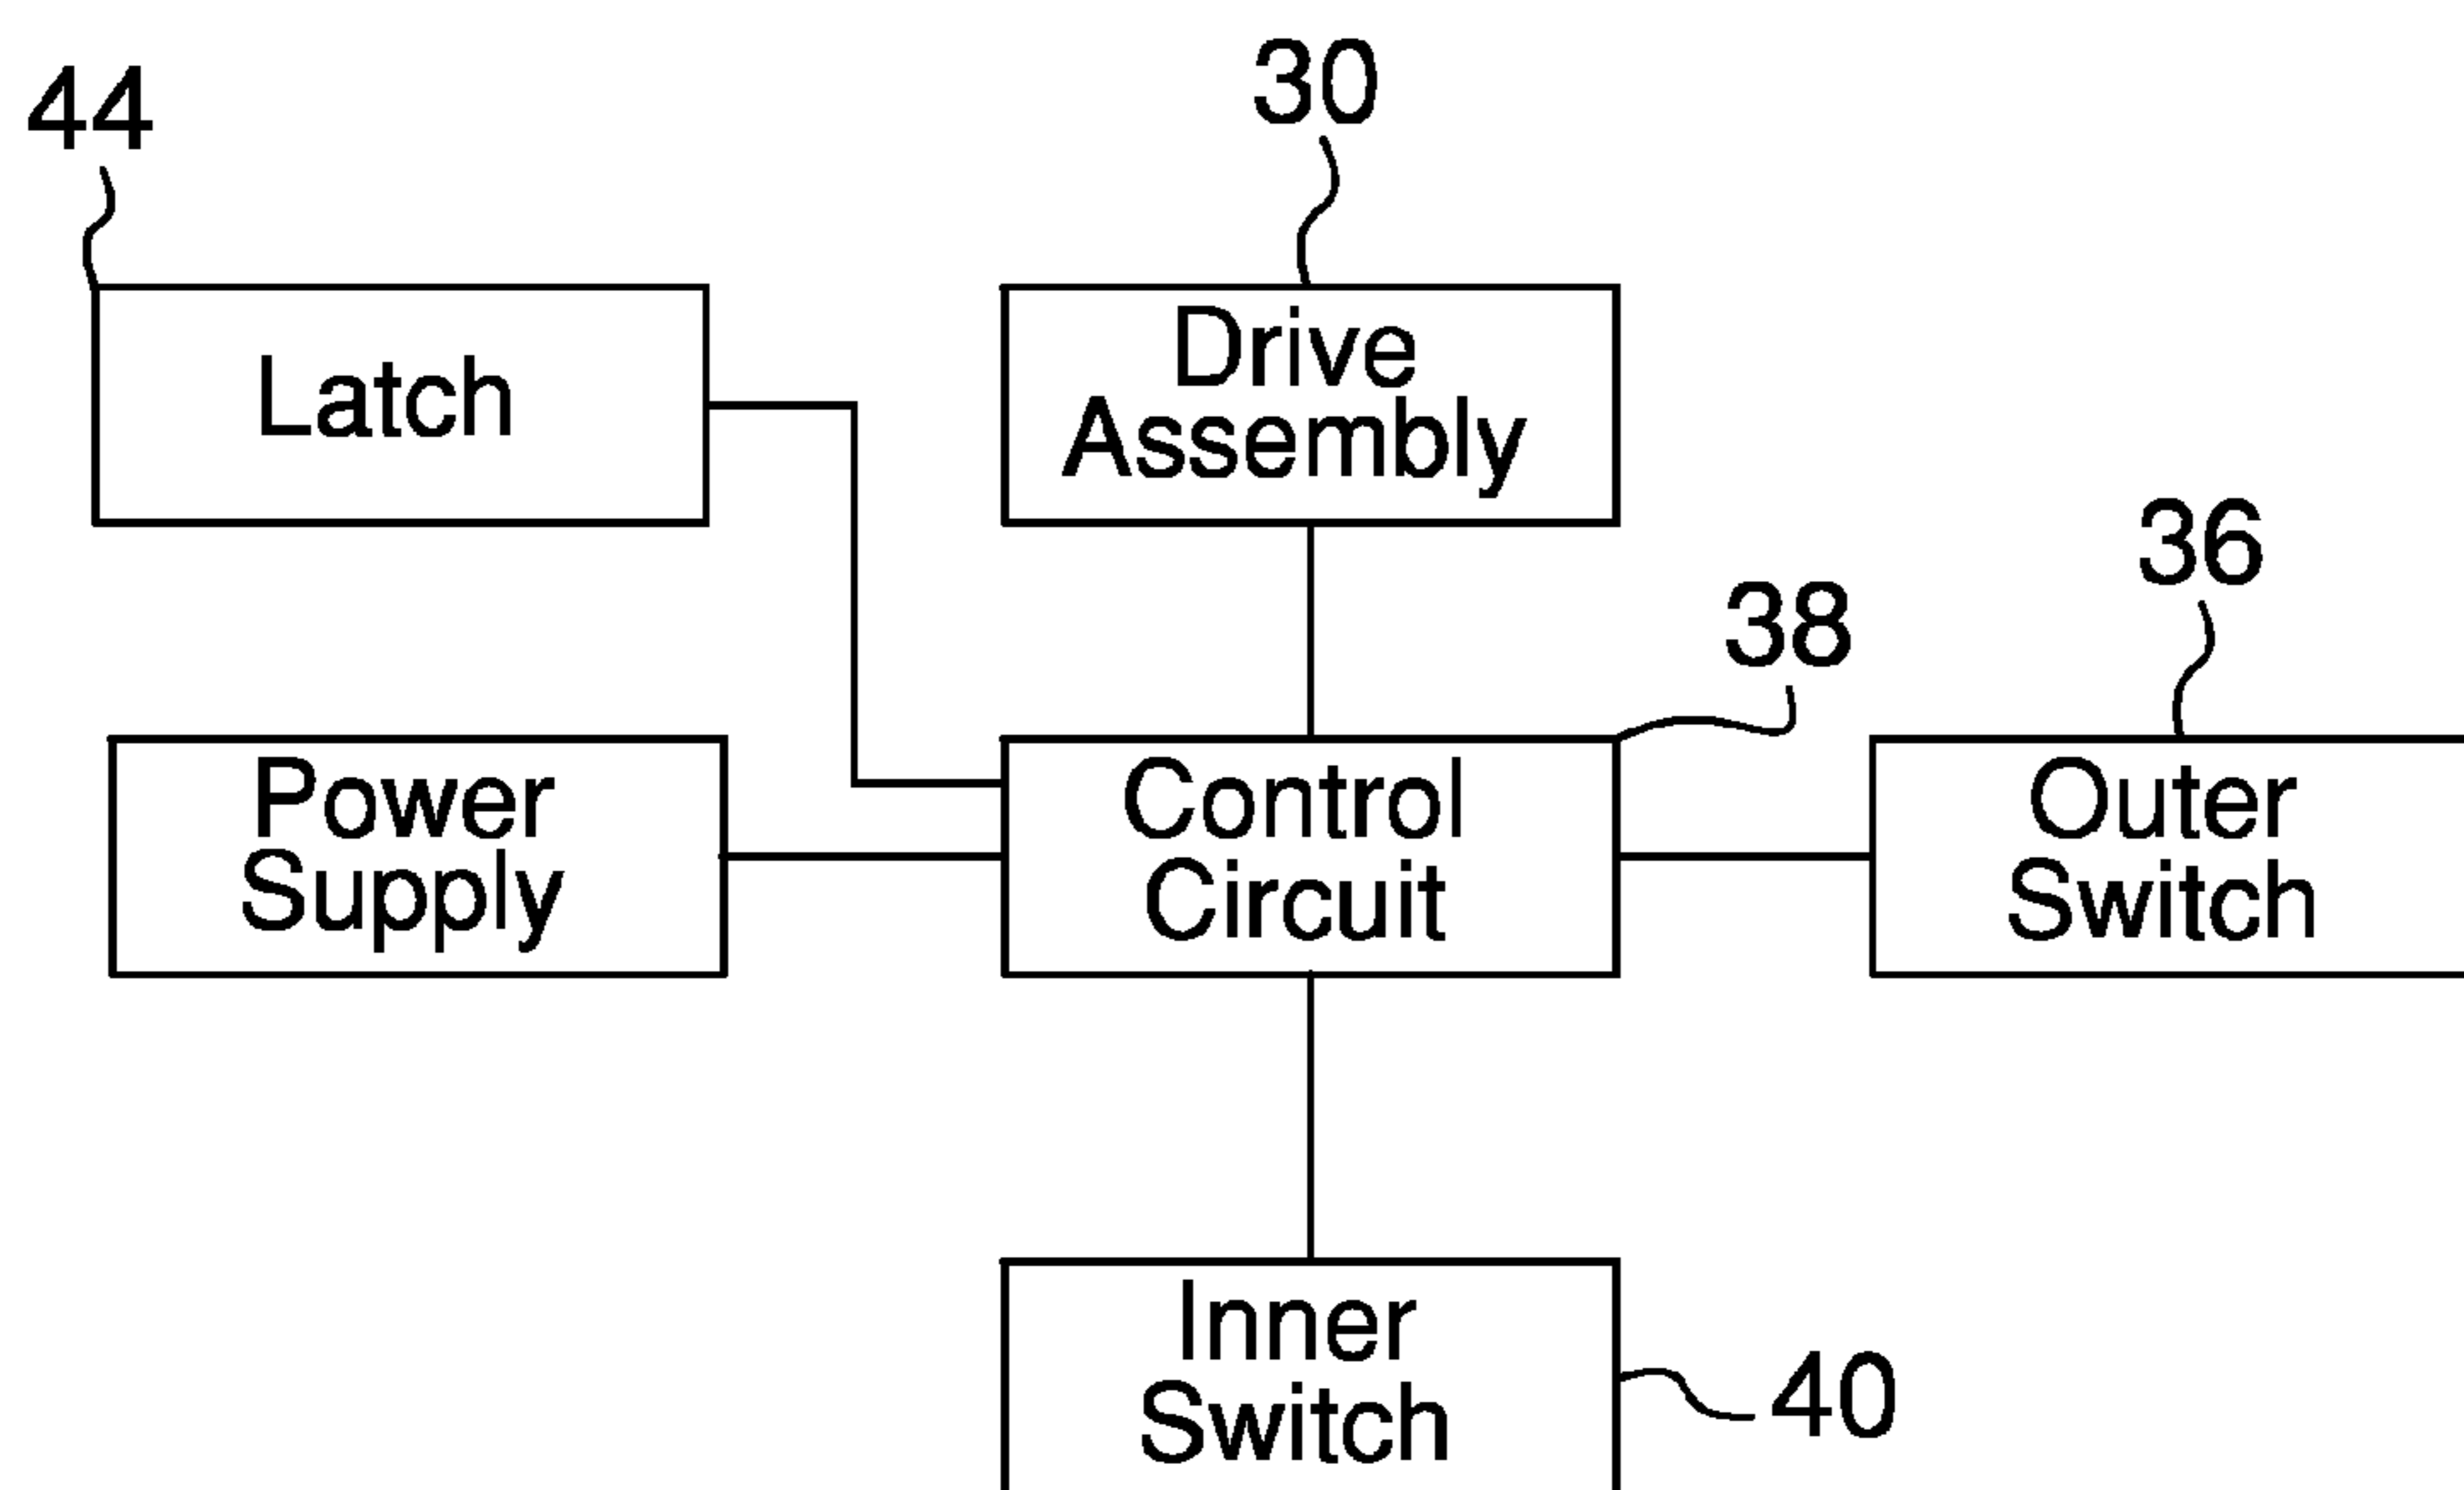 44
30
Latch
Drive
Assembly
36
38
Power
Supply
Control
Circuit
Outer
Switch
Inner
Switch
40